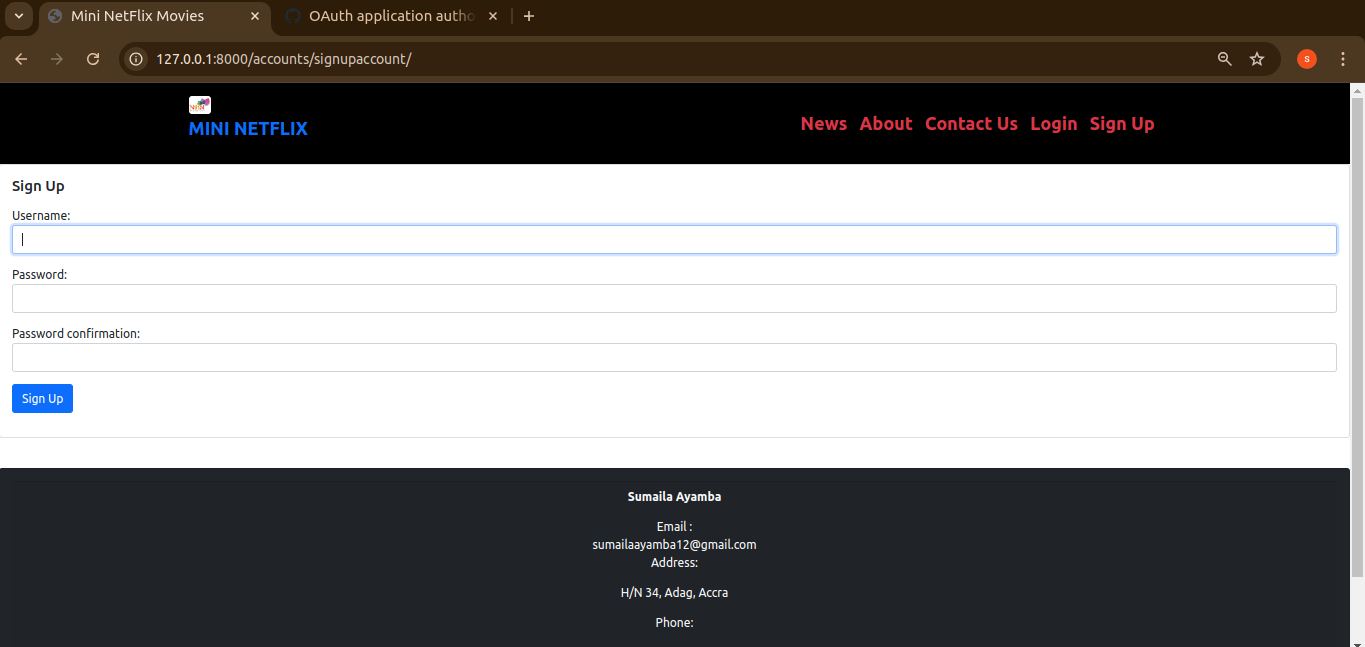 Mini NetFlix Movies
OAuth application autho
127.0.0.1:8000/accounts/signupaccount/
S
MINI NETFLIX
News About Contact Us Login Sign Up
Sign Up
Username:
Password:
Password confirmation:
Sign Up
Sumaila Ayamba
Email :
sumailaayamba12@gmail.com
Address:
H/N 34, Adag, Accra
Phone: